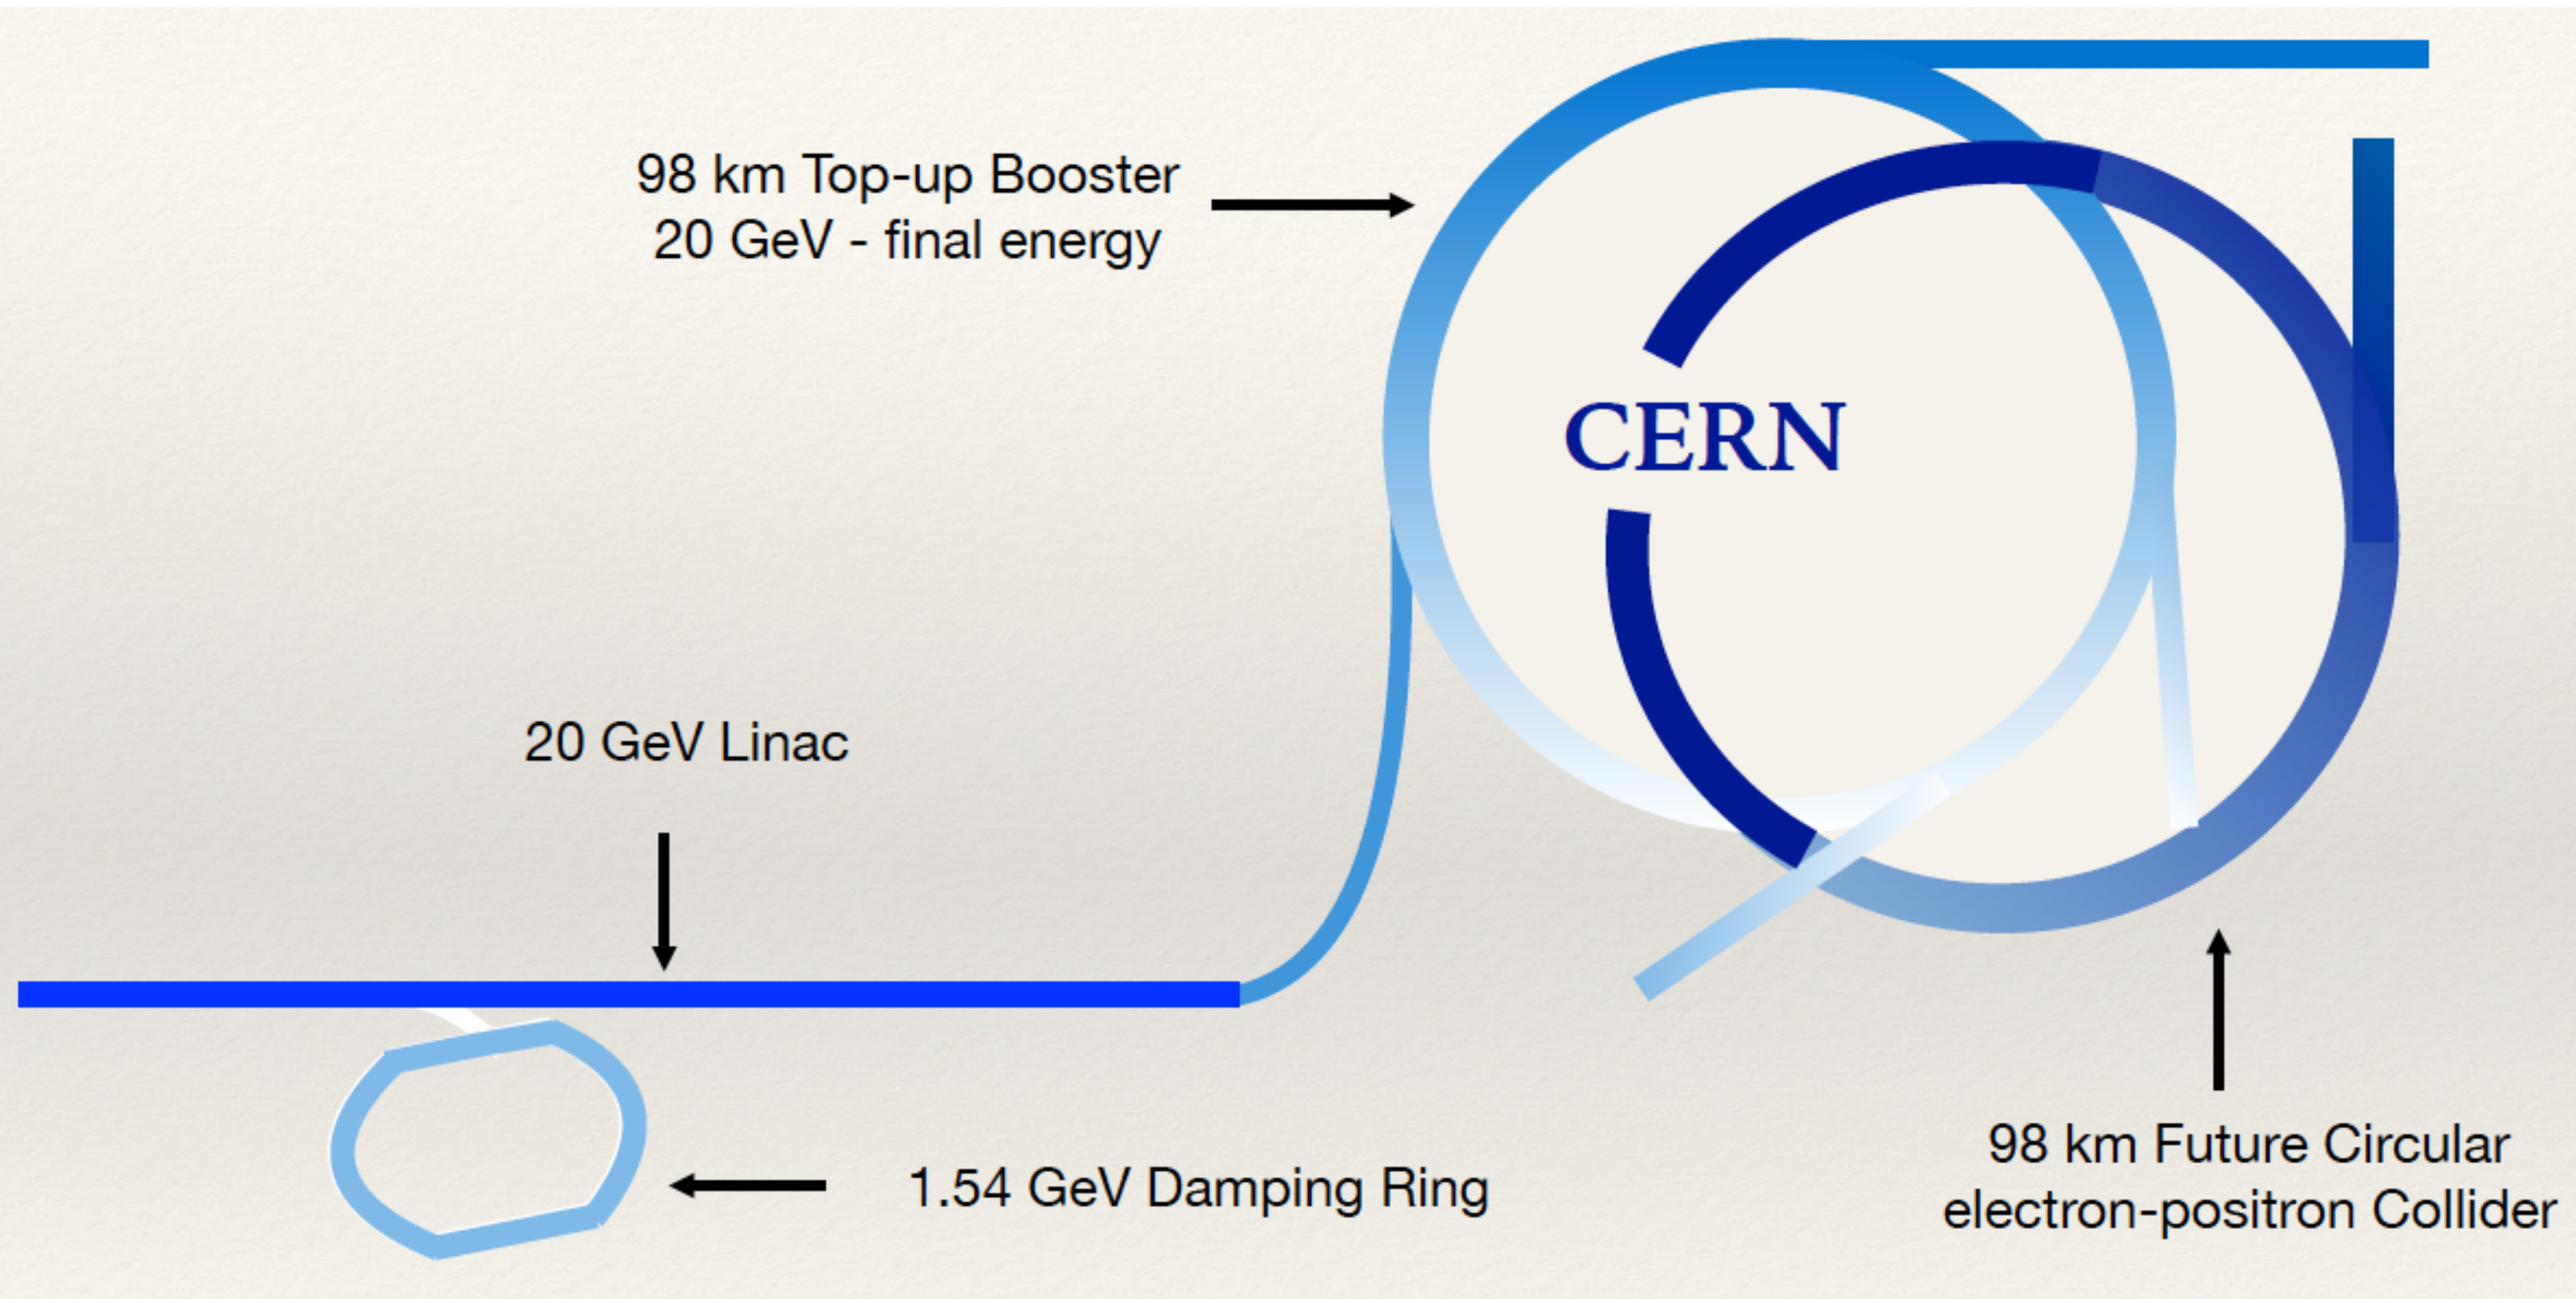 98 km Top-up Booster
20 GeV - final energy
CERN
20 GeV Linac
1.54 GeV Damping Ring
98 km Future Circular
electron-positron Collider